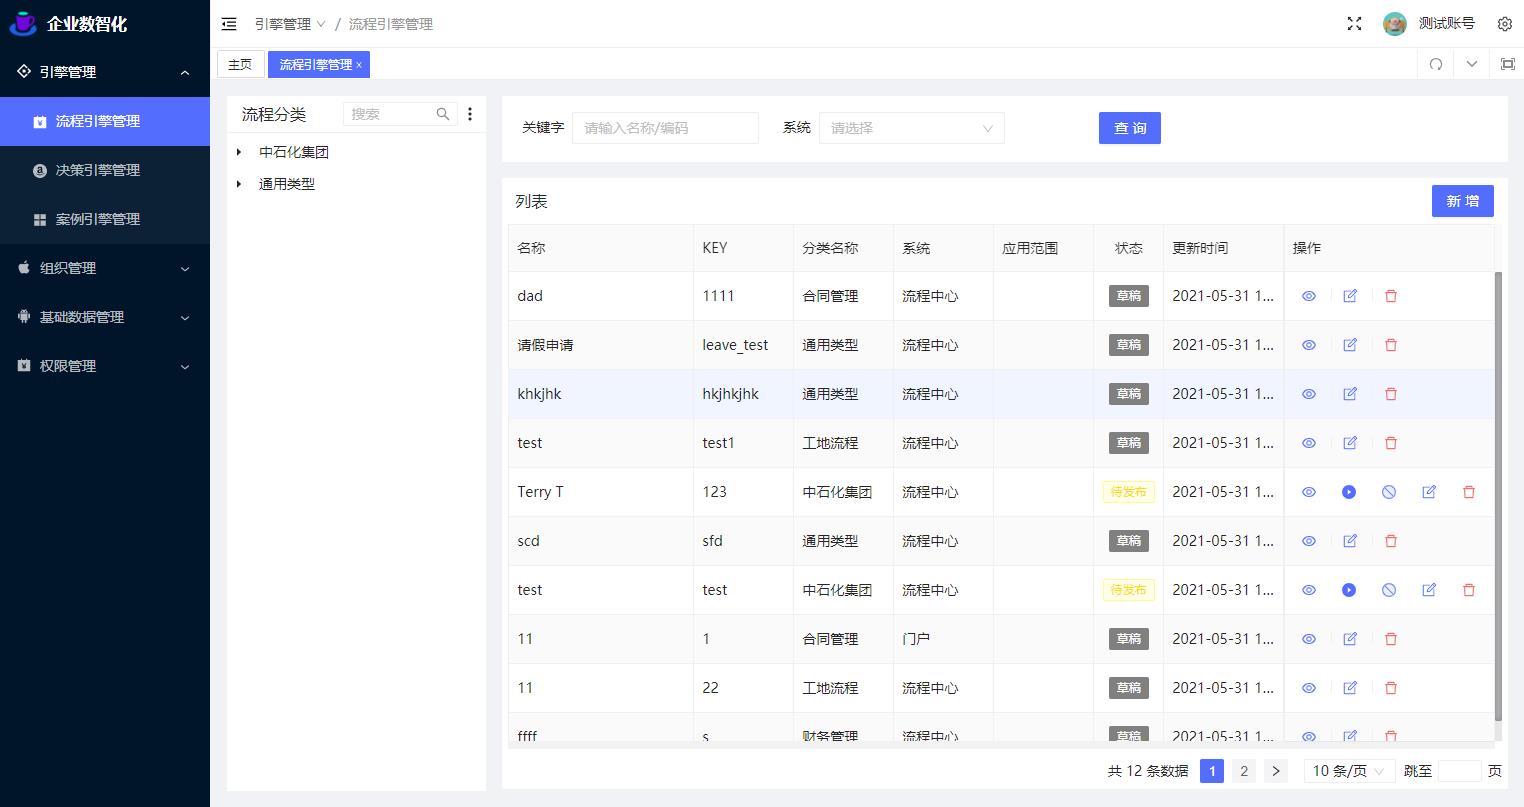 企业数智化
引擎管理
流程引擎管理
决策引擎管理
案例引擎管理
组织管理
基础数据管理
权限管理
引擎管理 / 流程引擎管理
测试账号
主页 流程引擎管理 ×
流程分类 搜索
中石化集团
通用类型
关键字 请输入名称/编码 系统 请选择 查 询
列表 新 增
名称 KEY 分类名称 系统 应用范围 状态 更新时间 操作
dad 1111 合同管理 流程中心 草稿 2021-05-31 1...
请假申请 leave_test 通用类型 流程中心 草稿 2021-05-31 1...
khkjhk hkjhkjhk 通用类型 流程中心 草稿 2021-05-31 1...
test test1 工地流程 流程中心 草稿 2021-05-31 1...
Terry T 123 中石化集团 流程中心 待发布 2021-05-31 1...
scd sfd 通用类型 流程中心 草稿 2021-05-31 1...
test test 中石化集团 流程中心 待发布 2021-05-31 1...
11 1 合同管理 门户 草稿 2021-05-31 1...
11 22 工地流程 流程中心 草稿 2021-05-31 1...
ffff s 财务管理 流程中心 草稿 2021-05-31 1...
共 12 条数据 1 2 > 10 条/页 跳至 页